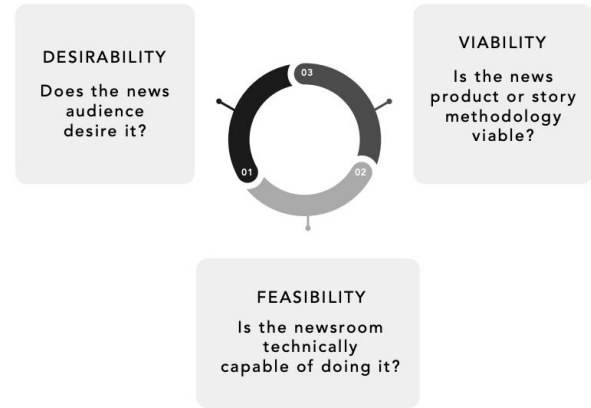 DESIRABILITY
Does the news
audience
desire it?
VIABILITY
Is the news
product or story
methodology
viable?
03
01
02
FEASIBILITY
Is the newsroom
technically
capable of doing it?